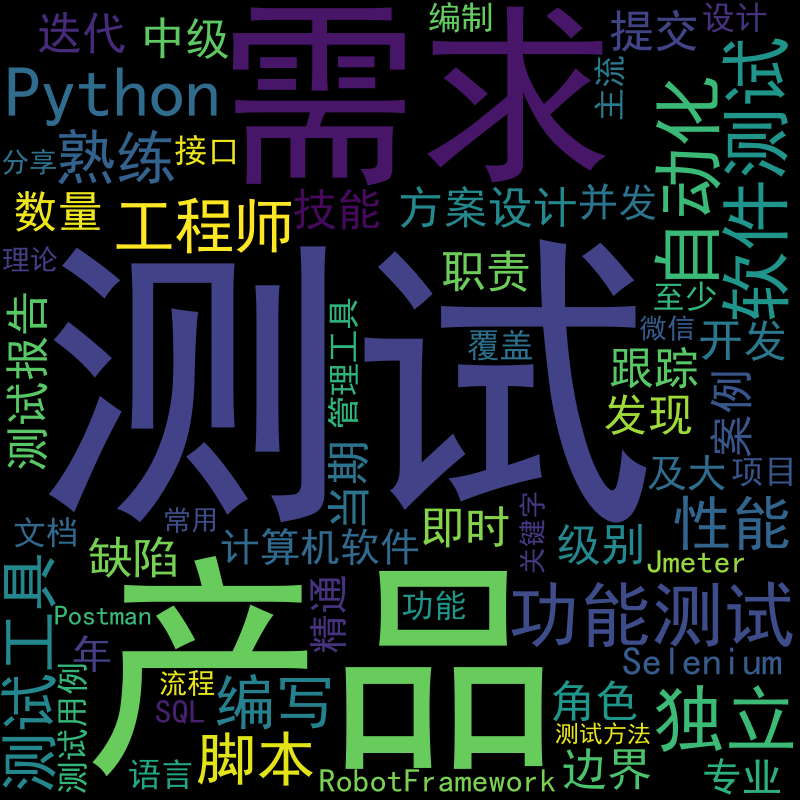 迭代
中级
需求
编制
提交
设计
主流
Python
分享
熟练
接口
自动化
软件测试
数量
工程师
技能
方案设计
并发
理论
测试
职责
至少
测试报告
管理工具
覆盖
微信
开发
跟踪
发现
案例
当期
及大
项目
文档
常用
缺陷
计算机软件
即时
关键字
级别
性能
Jmeter
测试工具
Postman
年
产品
精通
功能
功能测试
Selenium
测试用例
流程
SQL
编写
角色
独立
测试方法
语言
脚本
RobotFramework
边界
专业